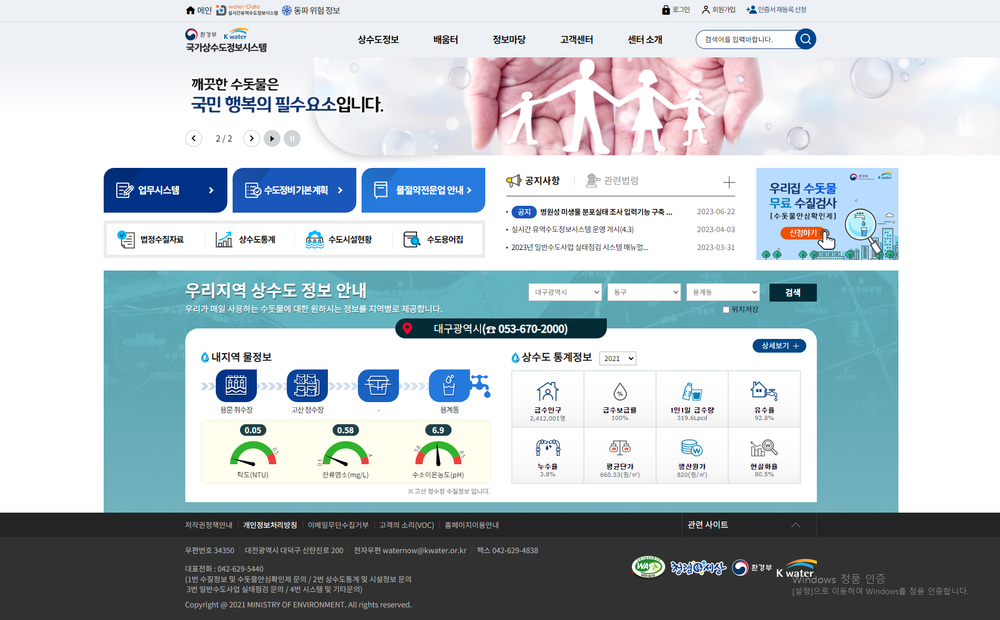 메인
water-Data
실시간유역수도정보시스템
동파 위험 정보
로그인
회원가입
인증서 재등록 신청
환경부
K water
국가상수도정보시스템
상수도정보
배움터
정보마당
고객센터
센터 소개
검색어를 입력바랍니다.
깨끗한 수돗물은
국민 행복의 필수요소입니다.
2 / 2
업무시스템
수도정비기본계획
물절약전문업 안내
공지사항
관련법령
공지 병원성 미생물 분포실태 조사 입력기능 구축 ... 2023-06-22
실시간 유역수도정보시스템 운영 개시(4.3) 2023-04-03
2023년 일반수도사업 실태점검 시스템 매뉴얼... 2023-03-31
법정수질자료
상수도통계
수도시설현황
수도용어집
환경부
K water
우리집 수돗물
무료 수질검사
[수돗물안심확인제]
신청하기
우리지역 상수도 정보 안내
우리가 매일 사용하는 수돗물에 대한 원하시는 정보를 지역별로 제공합니다.
대구광역시
동구
용계동
검색
위치저장
대구광역시(☎ 053-670-2000)
상세보기
내지역 물정보
용문 취수장
고산 정수장
-
용계동
0.05
0.58
6.9
0.5
0.1
4
5.8
8.5
탁도(NTU)
잔류염소(mg/L)
수소이온농도(pH)
※ 고산 정수장 수질정보 입니다.
상수도 통계정보
2021
급수인구
2,412,001명
급수보급률
100%
1인1일 급수량
319.6Lpcd
유수율
92.8%
누수율
3.8%
평균단가
660.53(원/㎥)
생산원가
820(원/㎥)
현실화율
80.5%
저작권정책안내
개인정보처리방침
이메일무단수집거부
고객의 소리(VOC)
홈페이지이용안내
관련 사이트
우편번호 34350
대전광역시 대덕구 신탄진로 200
전자우편 waternow@kwater.or.kr
팩스 042-629-4838
대표전화 : 042-629-5440
(1번 수질정보 및 수돗물안심확인제 문의 / 2번 상수도통계 및 시설정보 문의
3번 일반수도사업 실태점검 문의 / 4번 시스템 및 기타문의)
Copyright @ 2021 MINISTRY OF ENVIRONMENT. All rights reserved.
WA
환경부
K water
Windows 정품 인증
[설정]으로 이동하여 Windows를 정품 인증합니다.